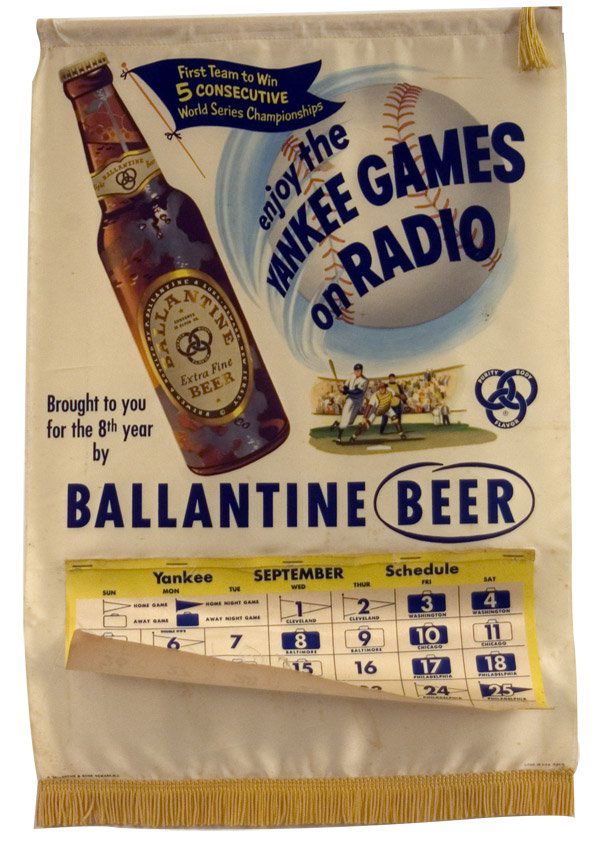 First Team to Win
5 CONSECUTIVE
World Series Championships
enjoy the
YANKEE GAMES
on RADIO
BALLANTINE
BALLANTINE
Extra Fine
BEER
PURITY BODY
FLAVOR
Brought to you
for the 8th year
by
BALLANTINE BEER
Yankee SEPTEMBER Schedule
SUN MON TUE WED THUR FRI SAT
HOME GAME HOME NIGHT GAME 1 2 3 4
AWAY GAME AWAY NIGHT GAME CLEVELAND CLEVELAND WASHINGTON WASHINGTON
6 7 8 9 10 11
BALTIMORE BALTIMORE CHICAGO CHICAGO
15 16 17 18
PHILADELPHIA PHILADELPHIA
24 25
PHILADELPHIA